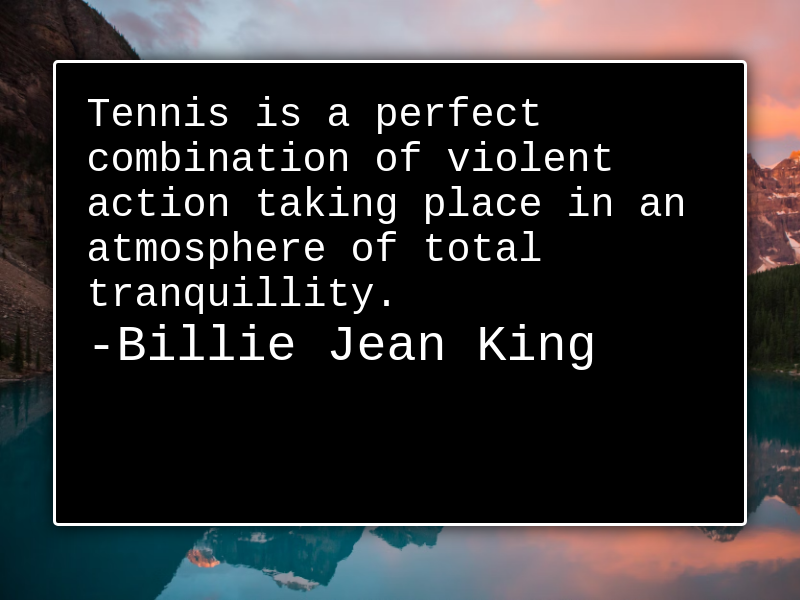 Tennis is a perfect
combination of violent
action taking place in an
atmosphere of total
tranquillity.
-Billie Jean King